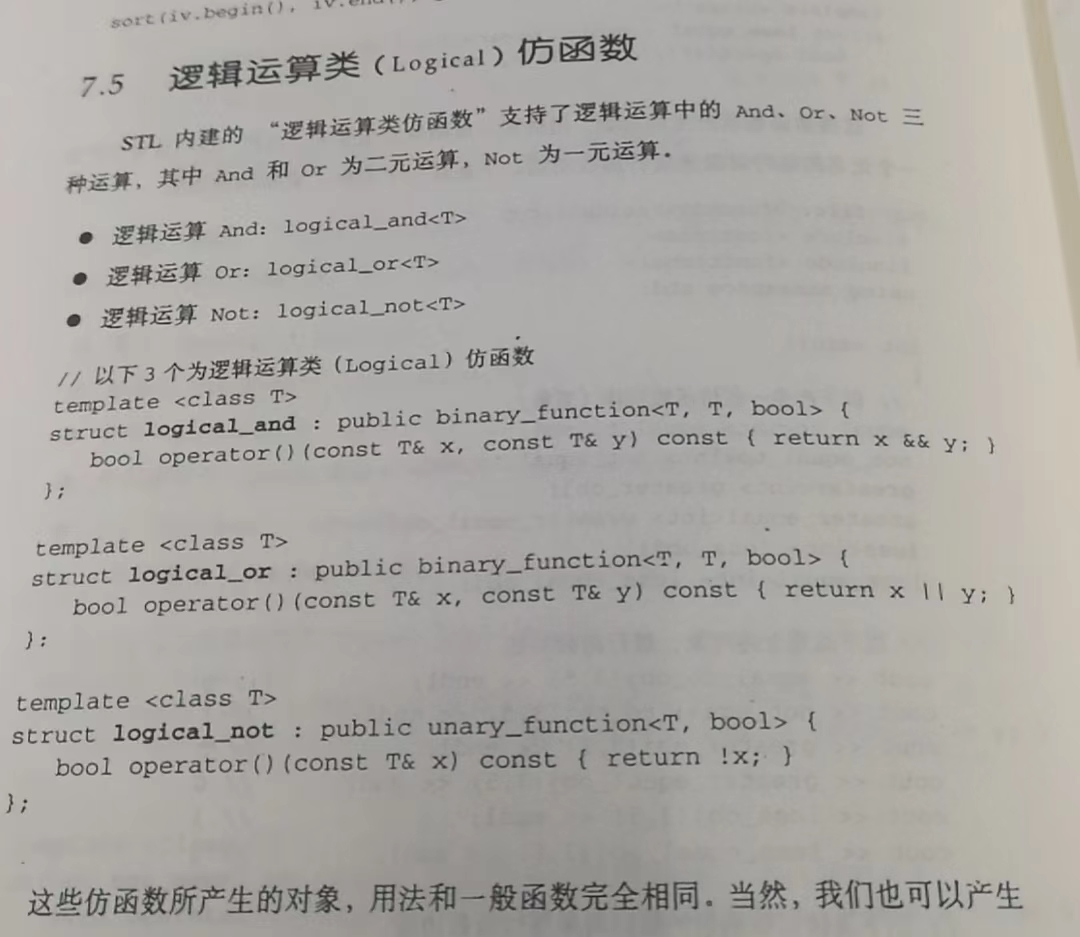 sort(iv.begin(), iv.end(),
7.5 逻辑运算类（Logical）仿函数
STL 内建的 “逻辑运算类仿函数” 支持了逻辑运算中的 And、Or、Not 三
种运算，其中 And 和 Or 为二元运算，Not 为一元运算。
● 逻辑运算 And：logical_and<T>
● 逻辑运算 Or：logical_or<T>
● 逻辑运算 Not：logical_not<T>
// 以下 3 个为逻辑运算类（Logical）仿函数
template <class T>
struct logical_and : public binary_function<T, T, bool> {
bool operator()(const T& x, const T& y) const { return x && y; }
};
template <class T>
struct logical_or : public binary_function<T, T, bool> {
bool operator()(const T& x, const T& y) const { return x || y; }
};
template <class T>
struct logical_not : public unary_function<T, bool> {
bool operator()(const T& x) const { return !x; }
};
这些仿函数所产生的对象，用法和一般函数完全相同。当然，我们也可以产生